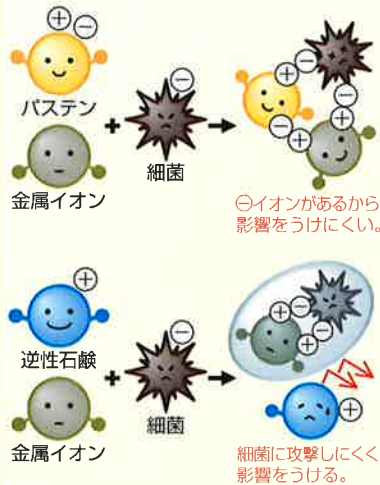 ⊕⊖
パステン
+
⊖
細菌
→
⊕⊖
⊖⊕
⊖
金属イオン
⊖イオンがあるから
影響をうけにくい。
⊕
逆性石鹸
+
⊖
細菌
→
⊕⊖
⊕⊖
⊕
金属イオン
細菌に攻撃しにくく
影響をうける。